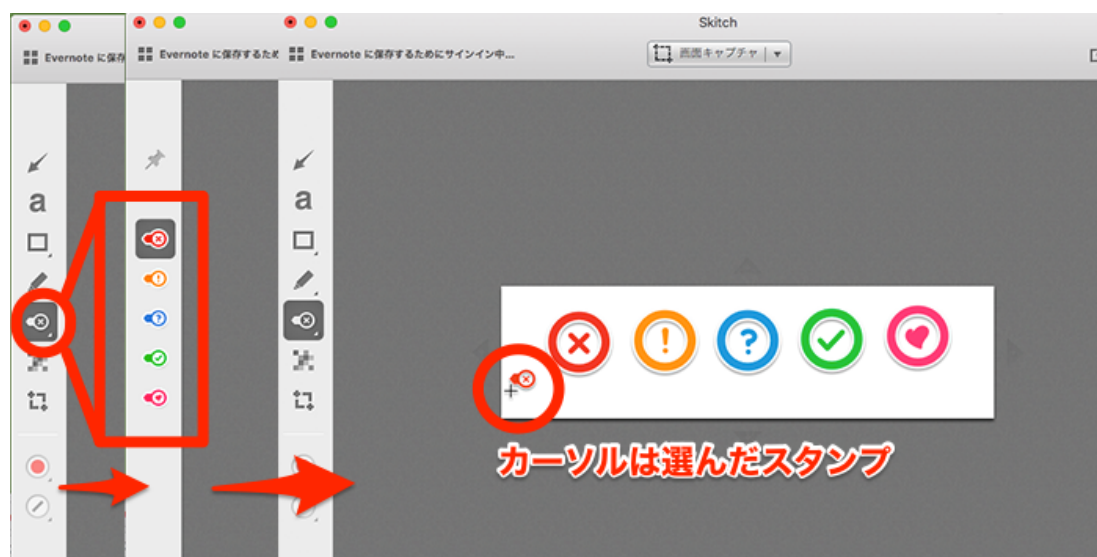 Skitch
Evernote に保存
Evernote に保存するため
Evernote に保存するためにサインイン中...
画面キャプチャ
a
a
カーソルは選んだスタンプ